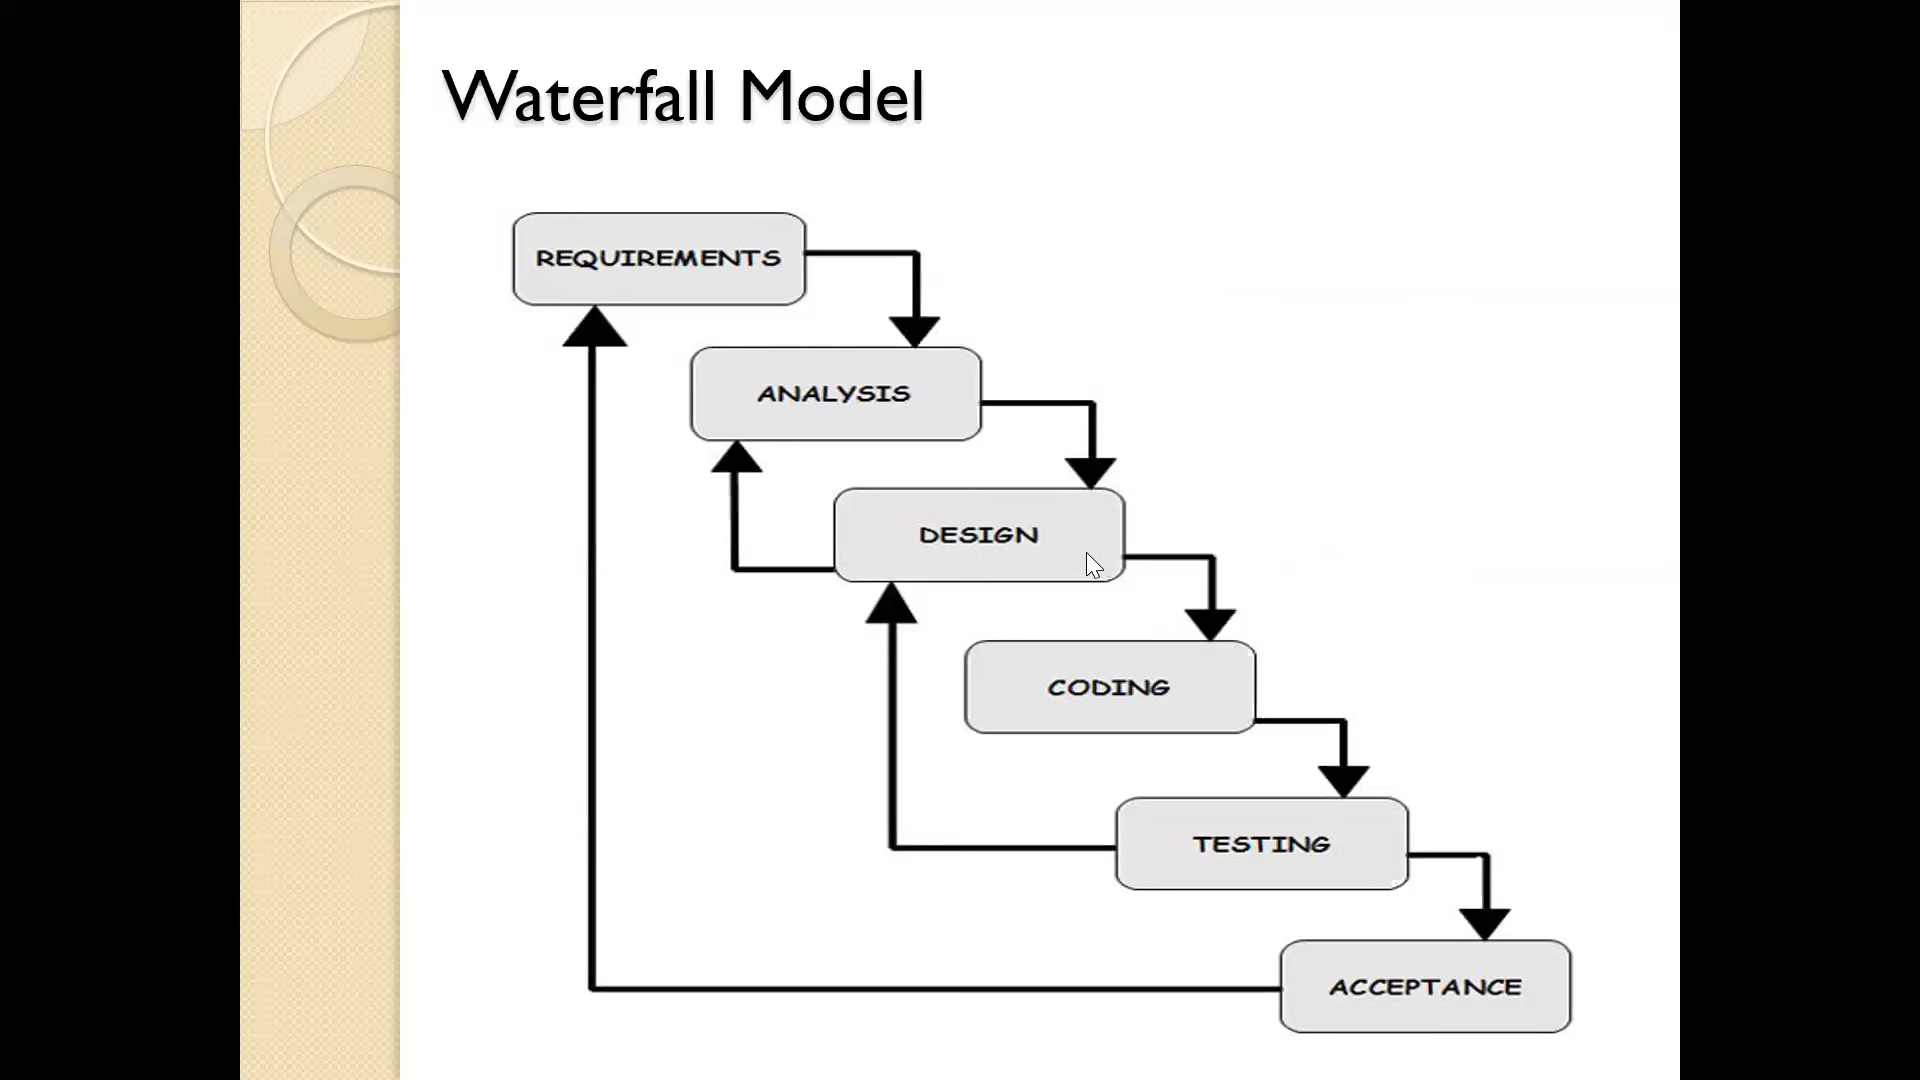 Waterfall Model
REQUIREMENTS
ANALYSIS
DESIGN
CODING
TESTING
ACCEPTANCE